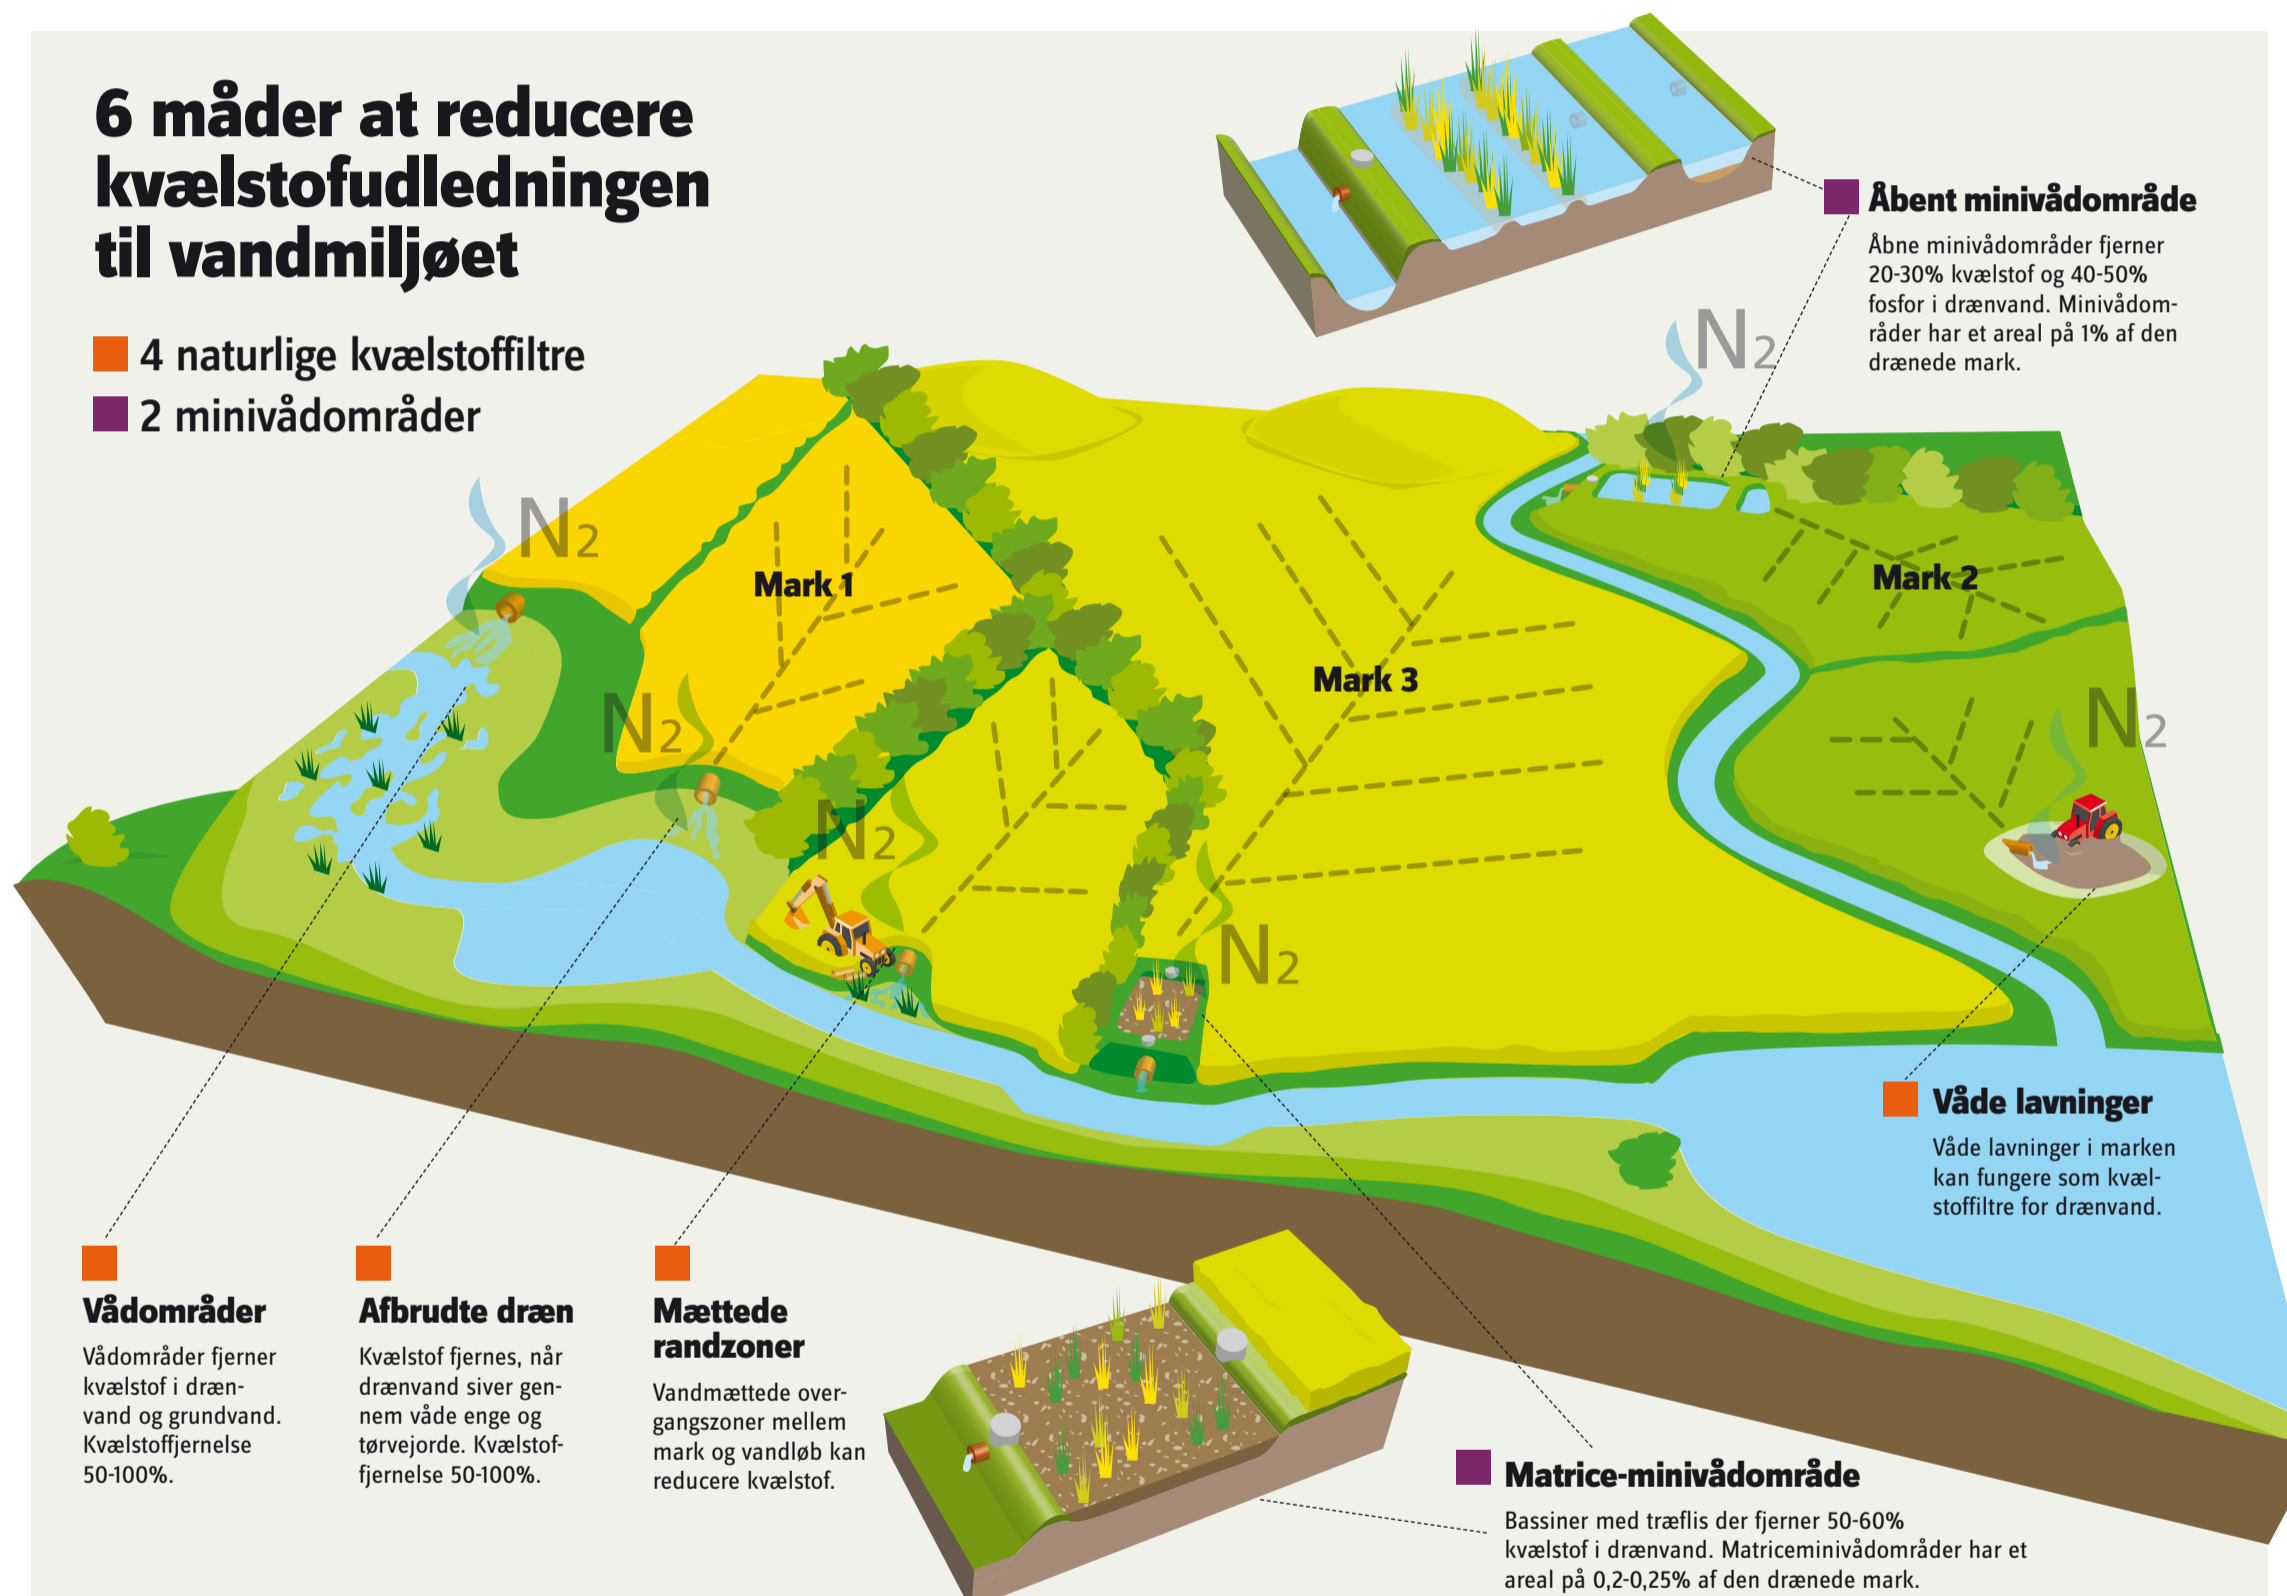 6 måder at reducere
kvælstofudledningen
til vandmiljøet
4 naturlige kvælstoffiltre
2 minivådområder
Åbent minivådområde
Åbne minivådområder fjerner
20-30% kvælstof og 40-50%
fosfor i drænvand. Minivådom-
råder har et areal på 1% af den
drænede mark.
N2
N2
Mark 1
Mark 2
Mark 3
N2
N2
N2
N2
Våde lavninger
Våde lavninger i marken
kan fungere som kvæl-
stoffiltre for drænvand.
Vådområder
Vådområder fjerner
kvælstof i dræn-
vand og grundvand.
Kvælstoffjernelse
50-100%.
Afbrudte dræn
Kvælstof fjernes, når
drænvand siver gen-
nem våde enge og
tørvejorde. Kvælstof-
fjernelse 50-100%.
Mættede
randzoner
Vandmættede over-
gangszoner mellem
mark og vandløb kan
reducere kvælstof.
Matrice-minivådområde
Bassiner med træflis der fjerner 50-60%
kvælstof i drænvand. Matriceminivådområder har et
areal på 0,2-0,25% af den drænede mark.